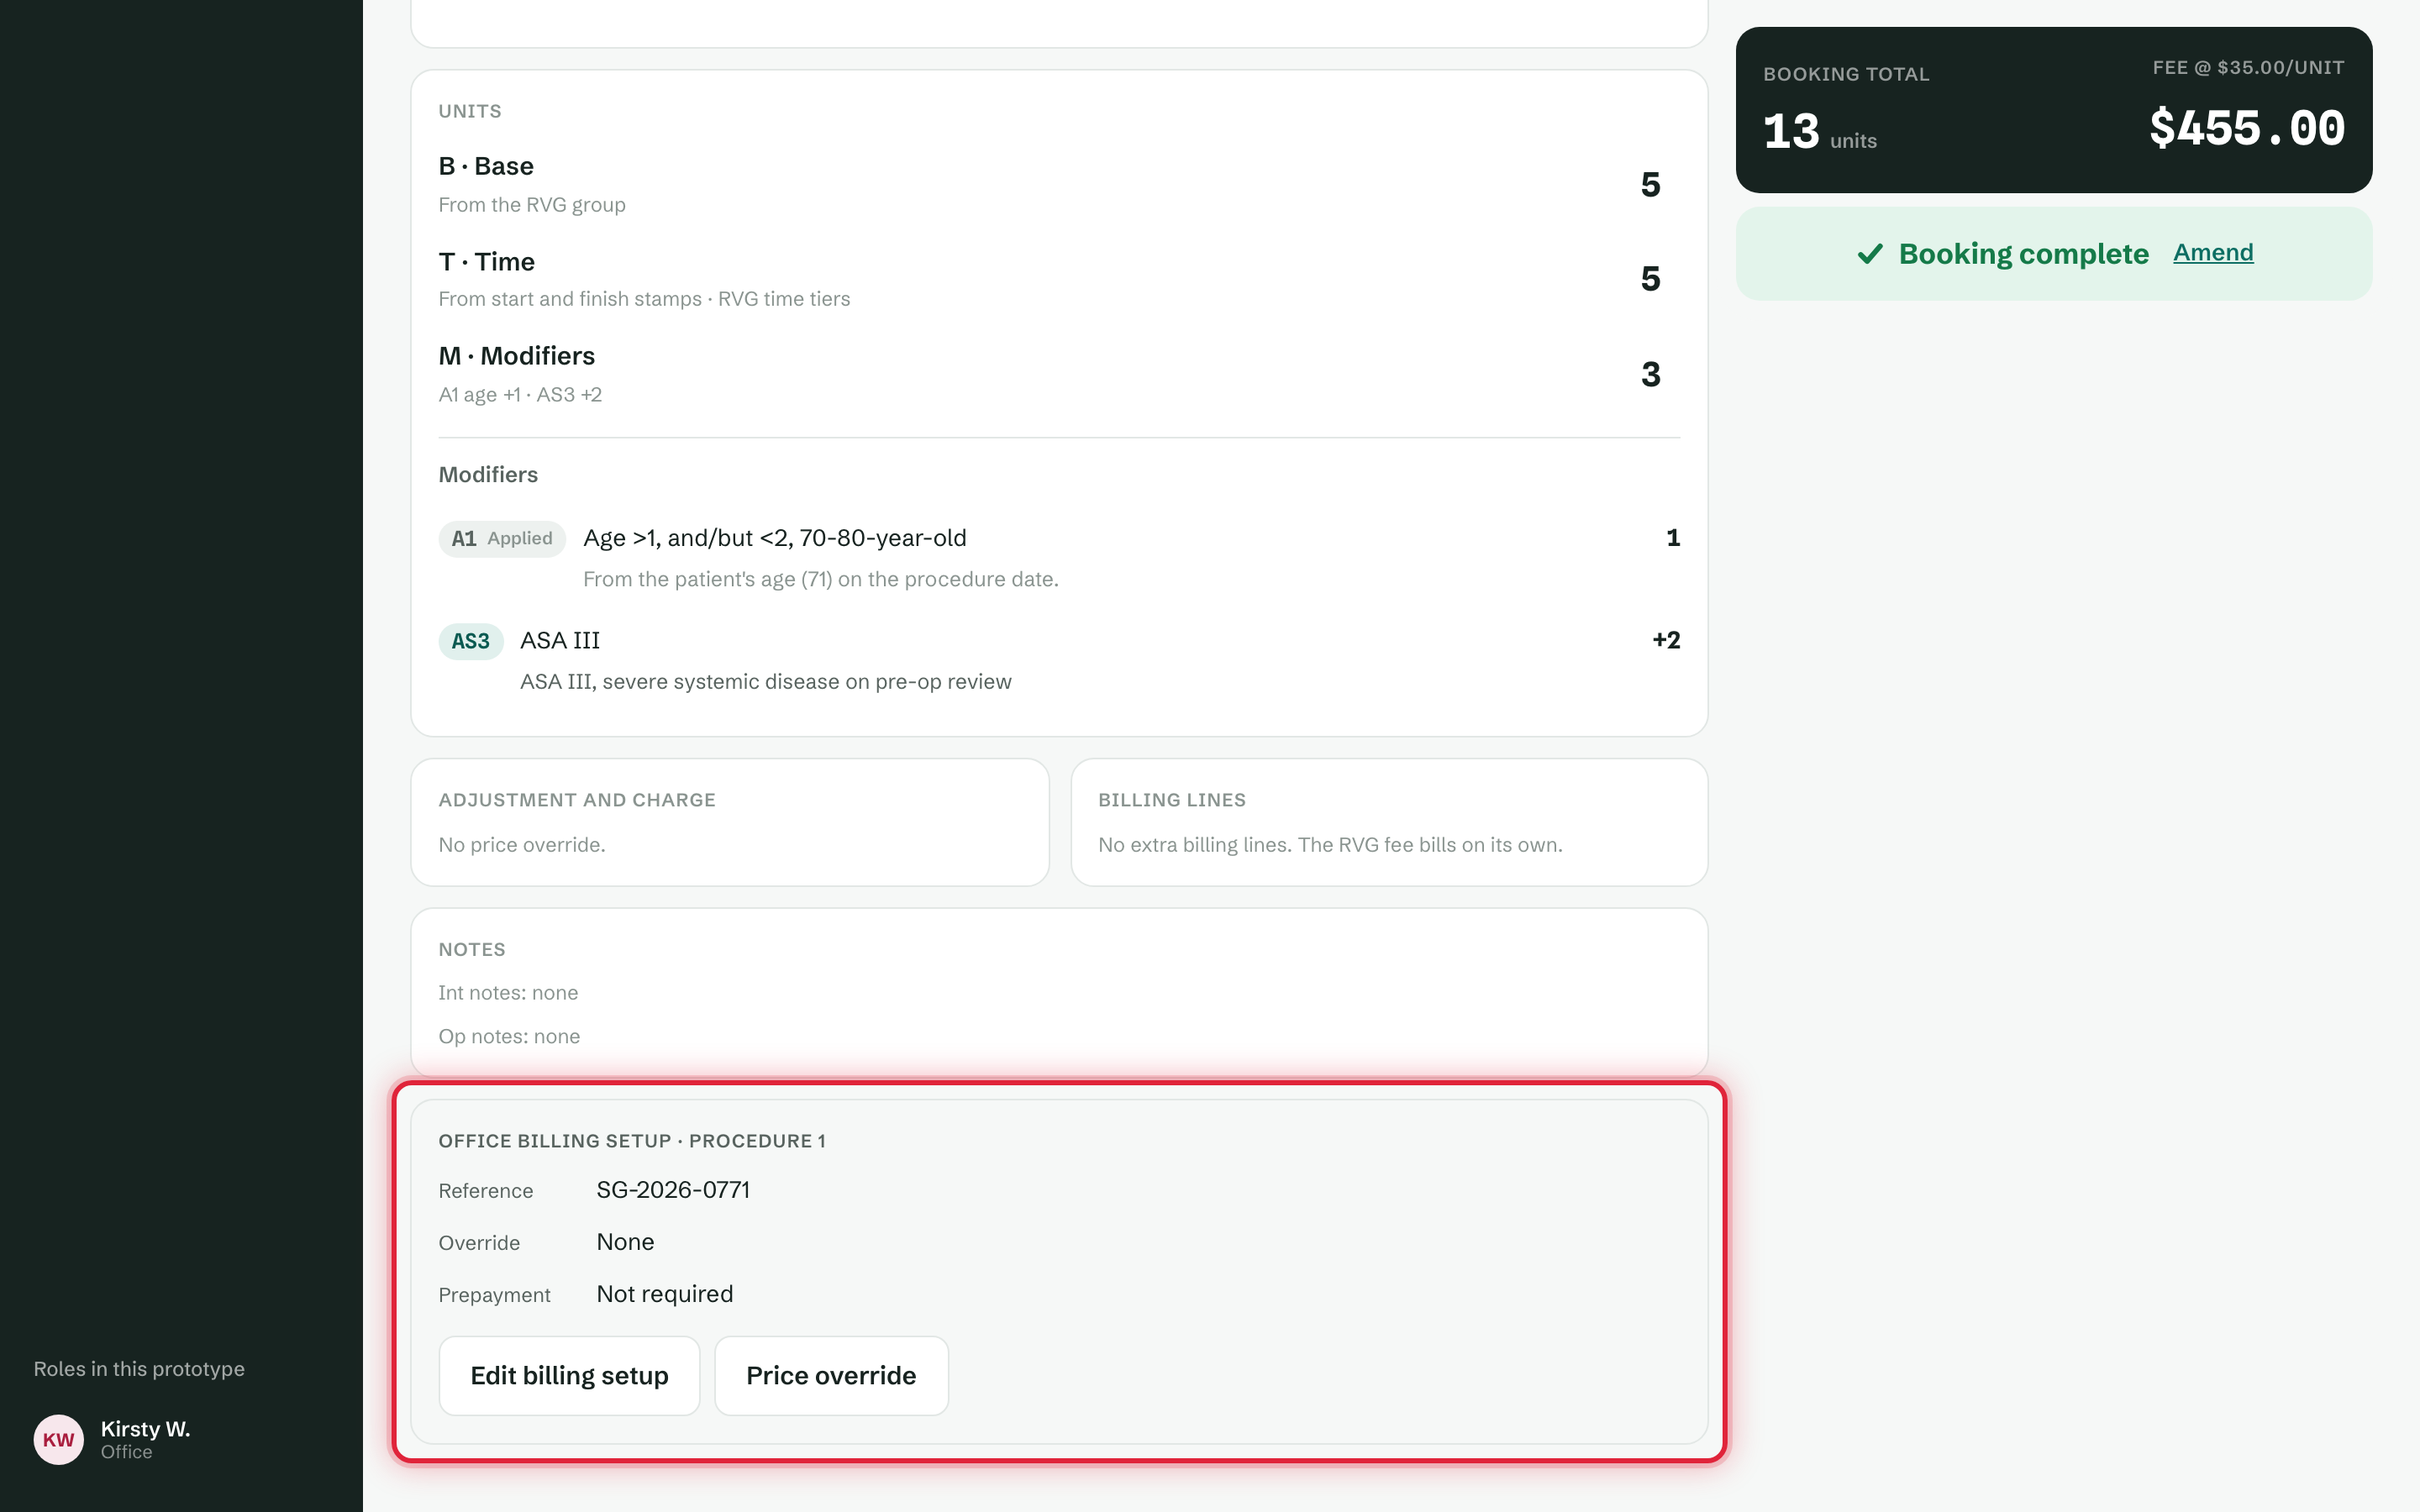 UNITS
B · Base
From the RVG group
5
T · Time
From start and finish stamps · RVG time tiers
5
M · Modifiers
A1 age +1 · AS3 +2
3
Modifiers
A1 Applied Age >1, and/but <2, 70-80-year-old 1
From the patient's age (71) on the procedure date.
AS3 ASA III +2
ASA III, severe systemic disease on pre-op review
ADJUSTMENT AND CHARGE
No price override.
BILLING LINES
No extra billing lines. The RVG fee bills on its own.
NOTES
Int notes: none
Op notes: none
OFFICE BILLING SETUP · PROCEDURE 1
Reference SG-2026-0771
Override None
Prepayment Not required
Edit billing setup Price override
BOOKING TOTAL
13 units
FEE @ $35.00/UNIT
$455.00
Booking complete Amend
Roles in this prototype
KW
Kirsty W.
Office